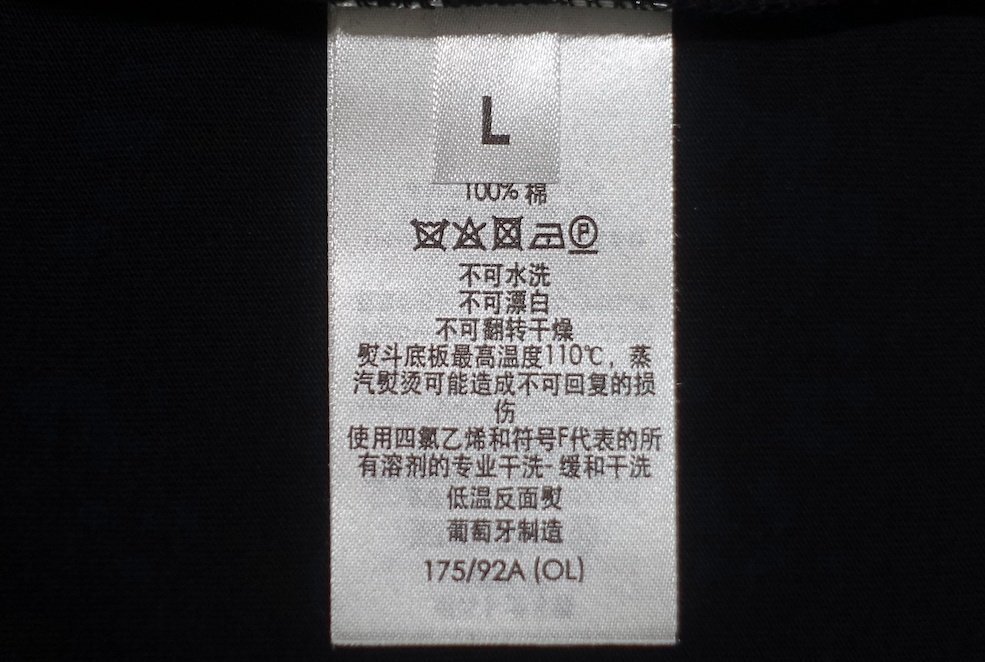 L
100% 棉
P
不可水洗
不可漂白
不可翻转干燥
熨斗底板最高温度110℃，蒸
汽熨烫可能造成不可回复的损
伤
使用四氯乙烯和符号F代表的所
有溶剂的专业干洗- 缓和干洗
低温反面熨
葡萄牙制造
175/92A (OL)